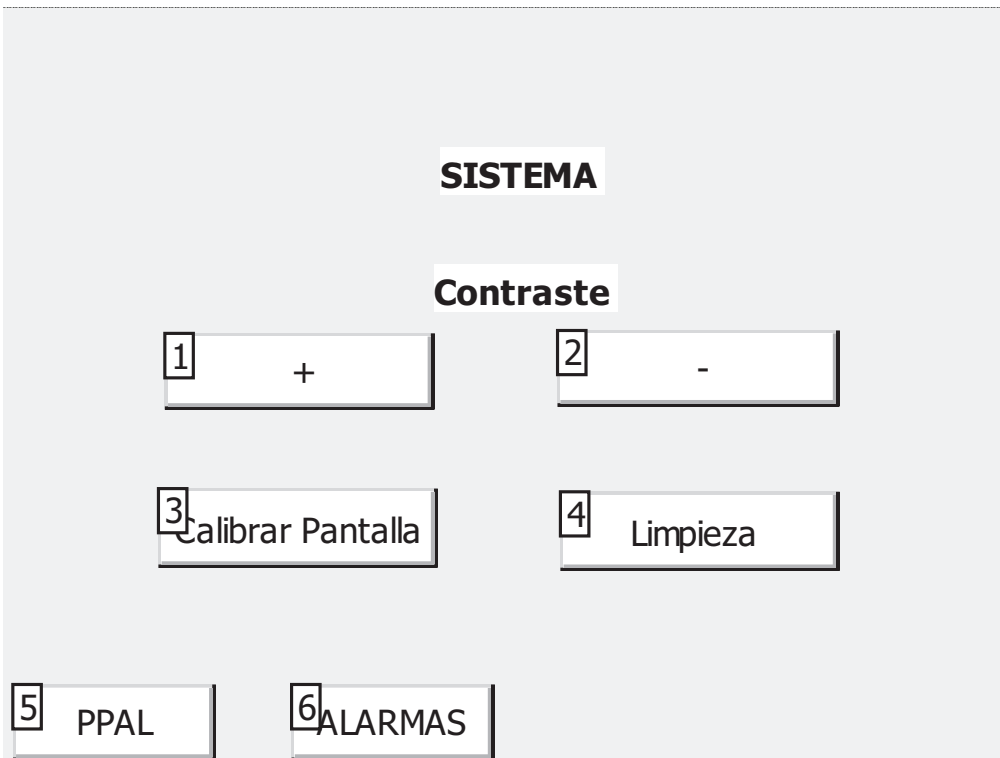 SISTEMA
Contraste
1 +
2 -
3 Calibrar Pantalla
4 Limpieza
5 PPAL
6 ALARMAS